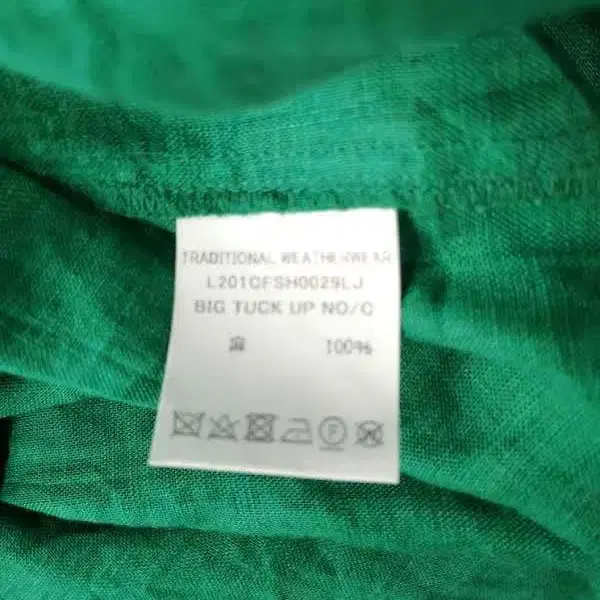 TRADITIONAL WEATHERWEAR
L201CFSH0029LJ
BIG TUCK UP NO/C
麻 100%
F